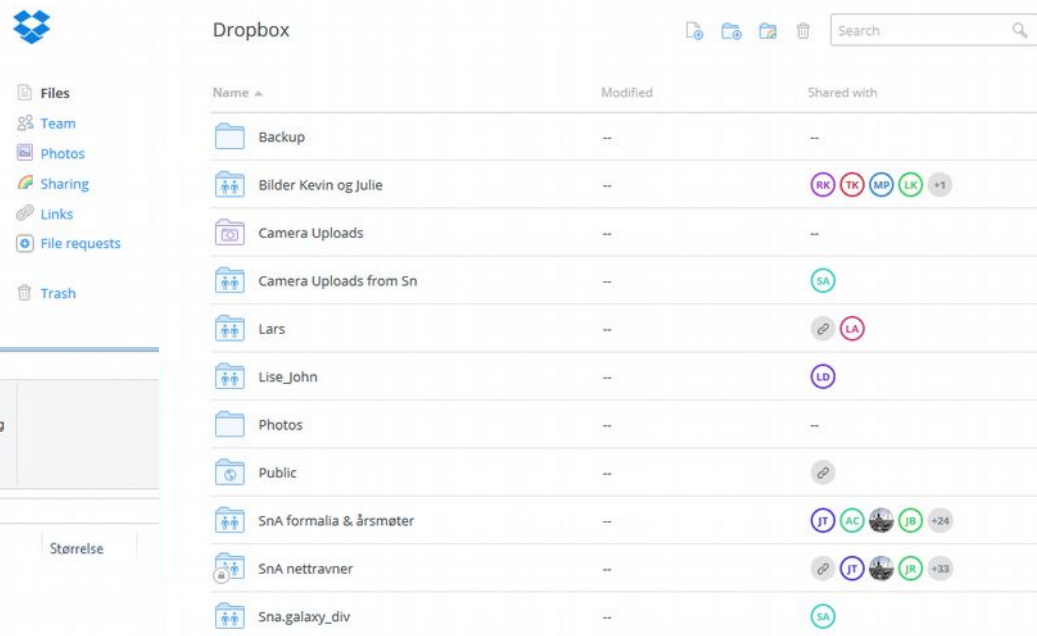 Dropbox
Search
Files
Team
Photos
Sharing
Links
File requests
Trash
g
Størrelse
Name Modified Shared with
Backup -- --
Bilder Kevin og Julie -- RK TK MP LK +1
Camera Uploads -- --
Camera Uploads from Sn -- SA
Lars -- LA
Lise_John -- LD
Photos -- --
Public --
SnA formalia & årsmøter -- JT AC JB +24
SnA nettravner -- JT JR +33
Sna.galaxy_div -- SA